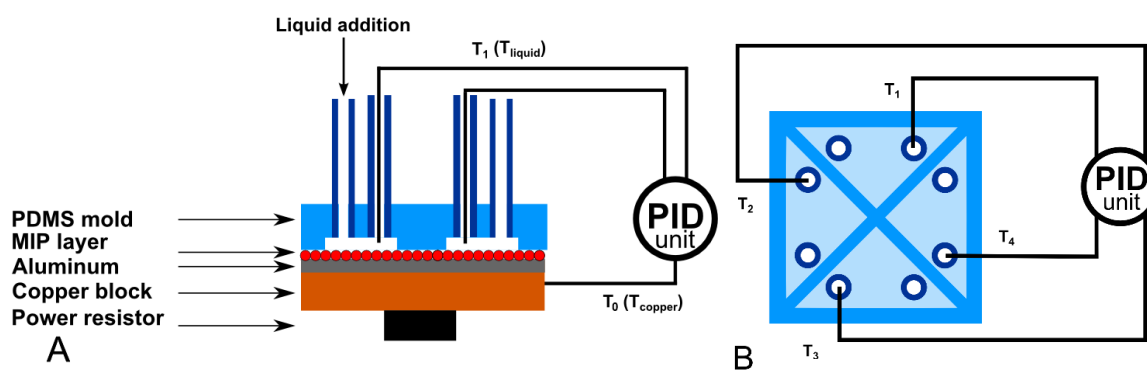 Liquid addition
T1 (Tliquid)
PDMS mold
MIP layer
Aluminum
Copper block
Power resistor
PID
unit
T0 (Tcopper)
A
T1
T2
PID
unit
T4
T3
B